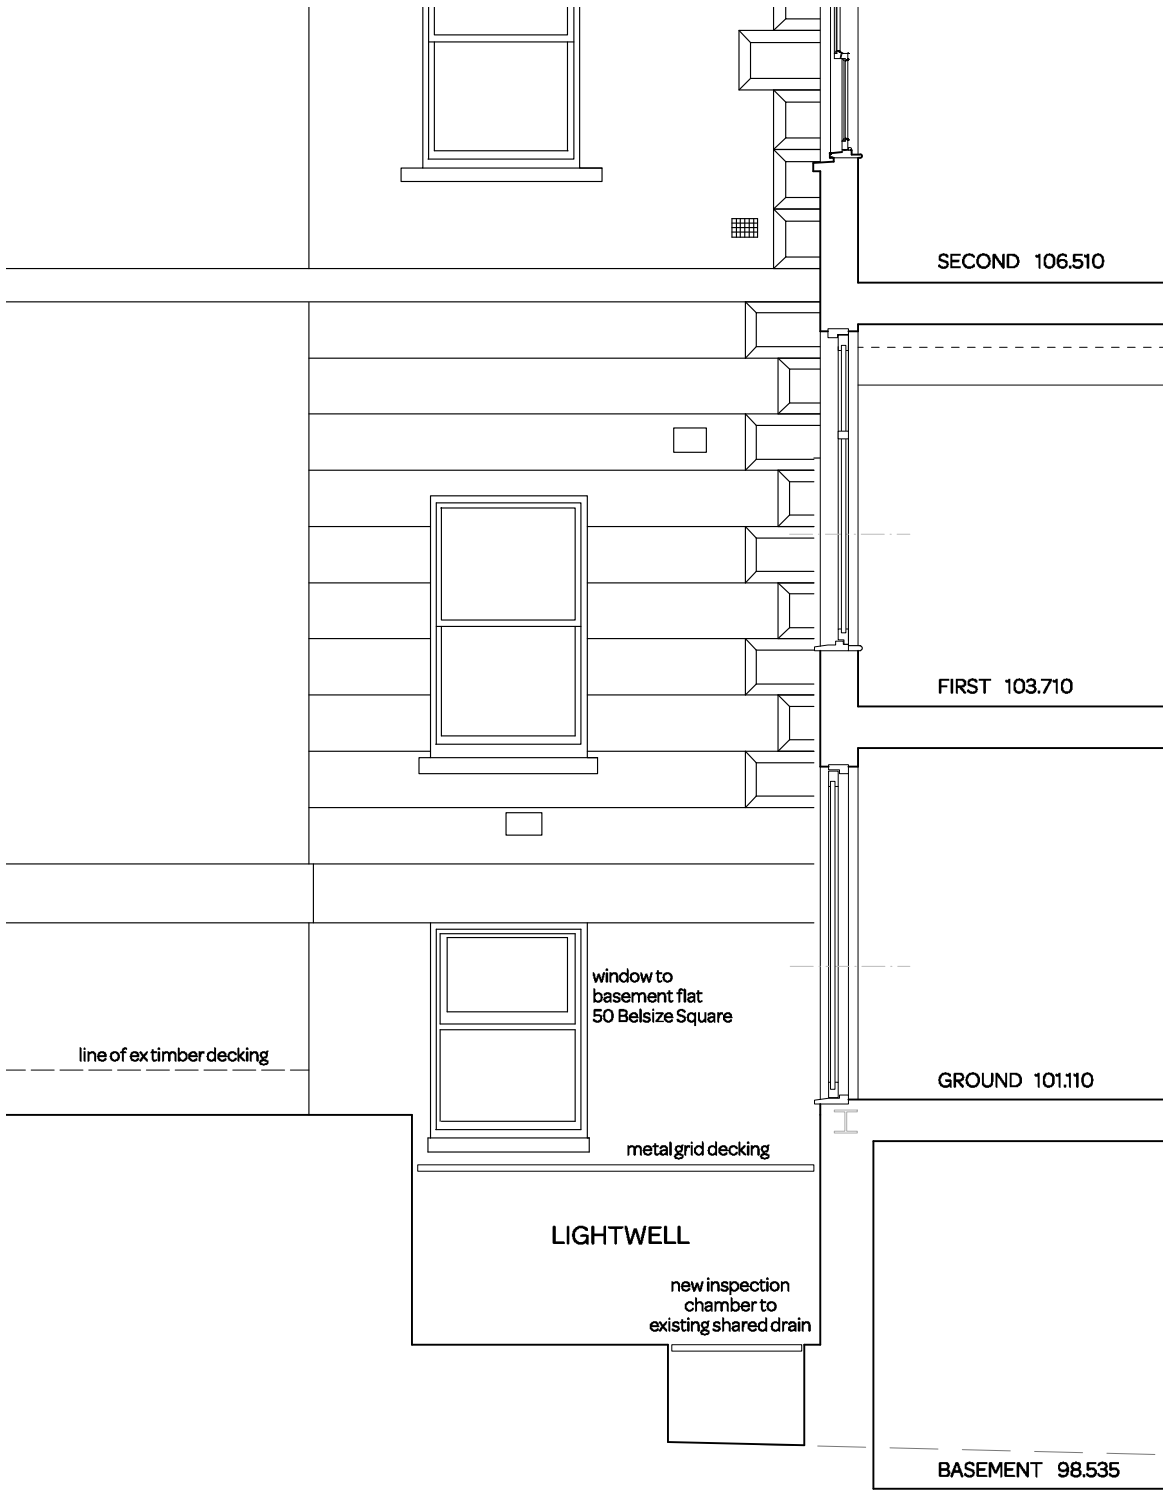 SECOND 106.510
FIRST 103.710
window to
basement flat
50 Belsize Square
line of ex timber decking
GROUND 101.110
metal grid decking
LIGHTWELL
new inspection
chamber to
existing shared drain
BASEMENT 98.535